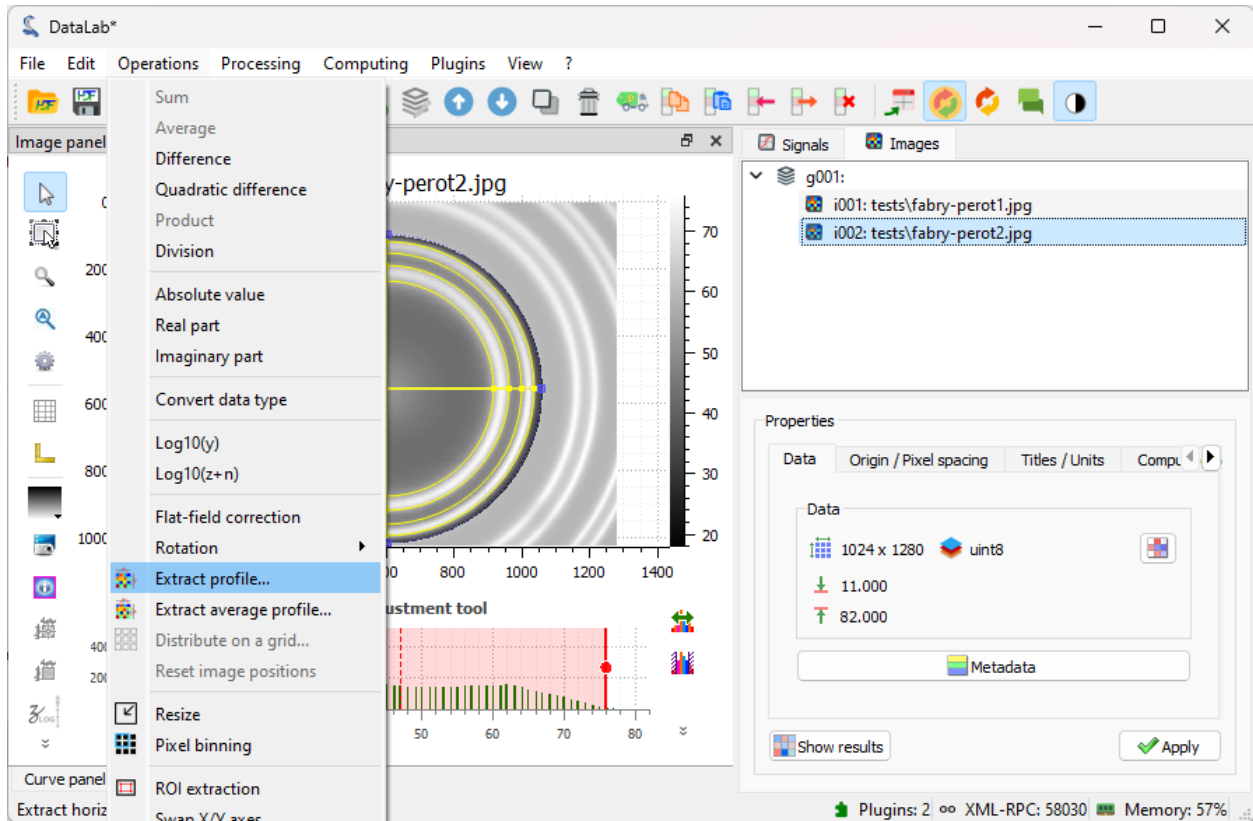 DataLab*
File Edit Operations Processing Computing Plugins View ?
Image panel
Sum
Average
Difference
Quadratic difference
Product
Division
Absolute value
Real part
Imaginary part
Convert data type
Log10(y)
Log10(z+n)
Flat-field correction
Rotation
Extract profile...
Extract average profile...
Distribute on a grid...
Reset image positions
Resize
Pixel binning
ROI extraction
Swap X/Y axes
y-perot2.jpg
0
200
400
600
800
1000
70
60
50
40
30
20
00 800 1000 1200 1400
ustment tool
400
200
50 60 70 80
LOG
Curve panel
Extract horiz
Signals Images
g001:
i001: tests\fabry-perot1.jpg
i002: tests\fabry-perot2.jpg
Properties
Data Origin / Pixel spacing Titles / Units Compu
Data
1024 x 1280 uint8
11.000
82.000
Metadata
Show results Apply
Plugins: 2 XML-RPC: 58030 Memory: 57%